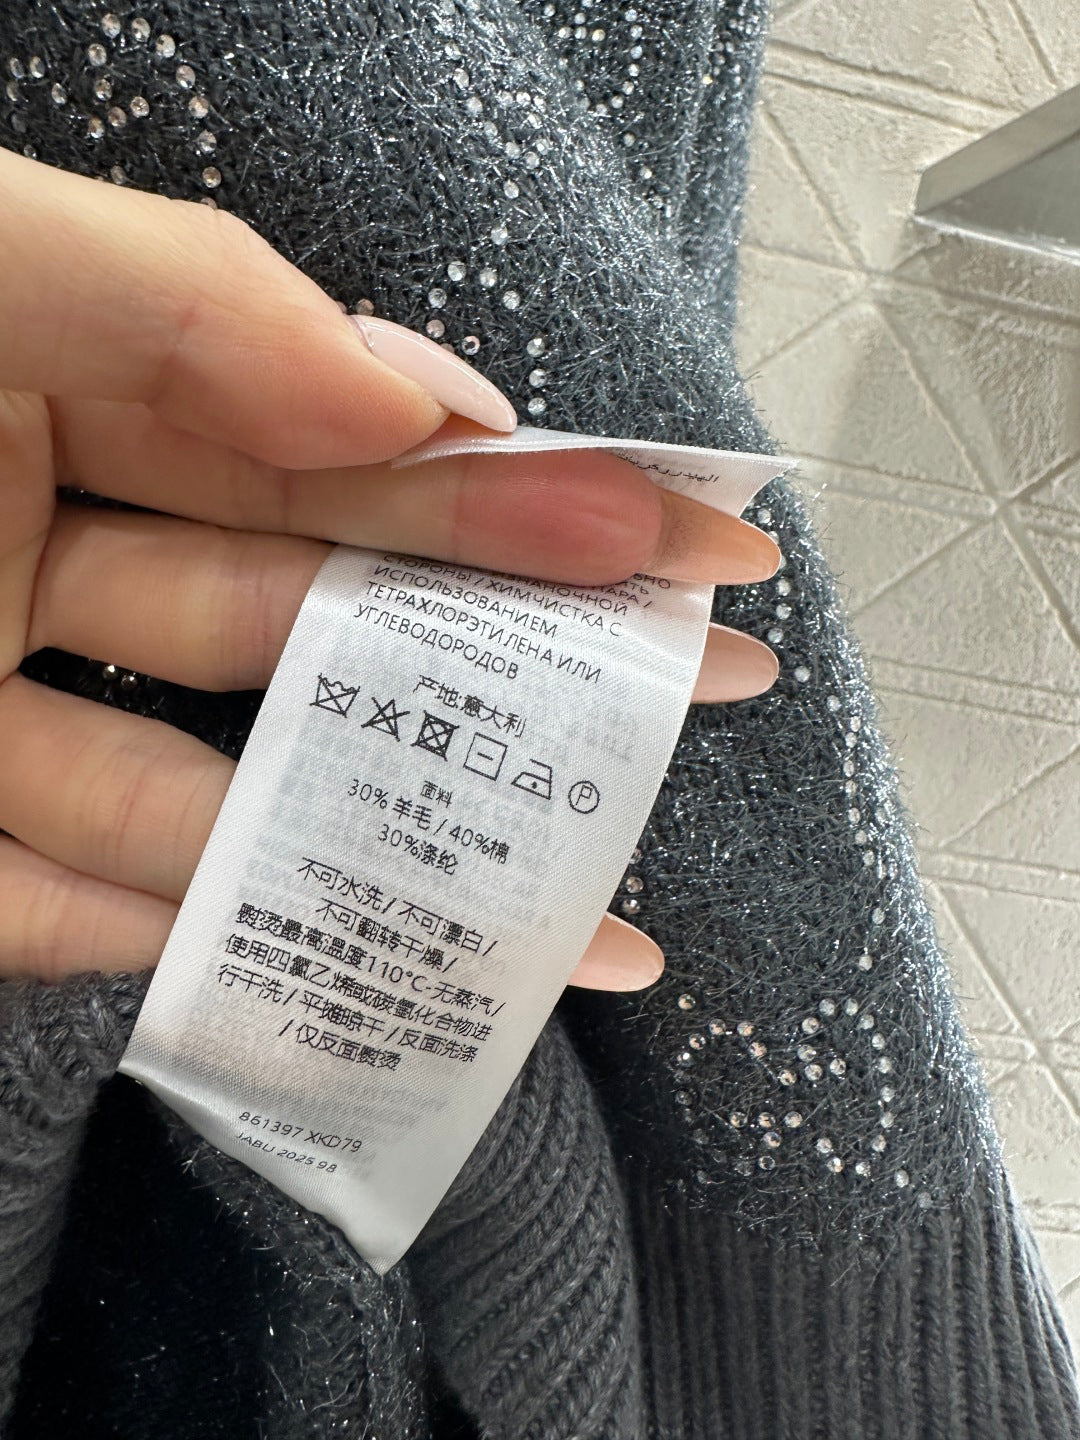 СТОРОНЫ / ХИМЧИСТКА С
ИСПОЛЬЗОВАНИЕМ
ТЕТРАХЛОРЭТИЛЕНА ИЛИ
УГЛЕВОДОРОДОВ
产地:意大利
P
面料
30% 羊毛 / 40%棉
30%涤纶
不可水洗 / 不可漂白 /
不可翻转干燥 /
熨烫最高温度110°C-无蒸汽 /
使用四氯乙烯或碳氢化合物进
行干洗 / 平摊晾干 / 反面洗涤
/ 仅反面熨烫
861397 XKD79
JABU 2025 98